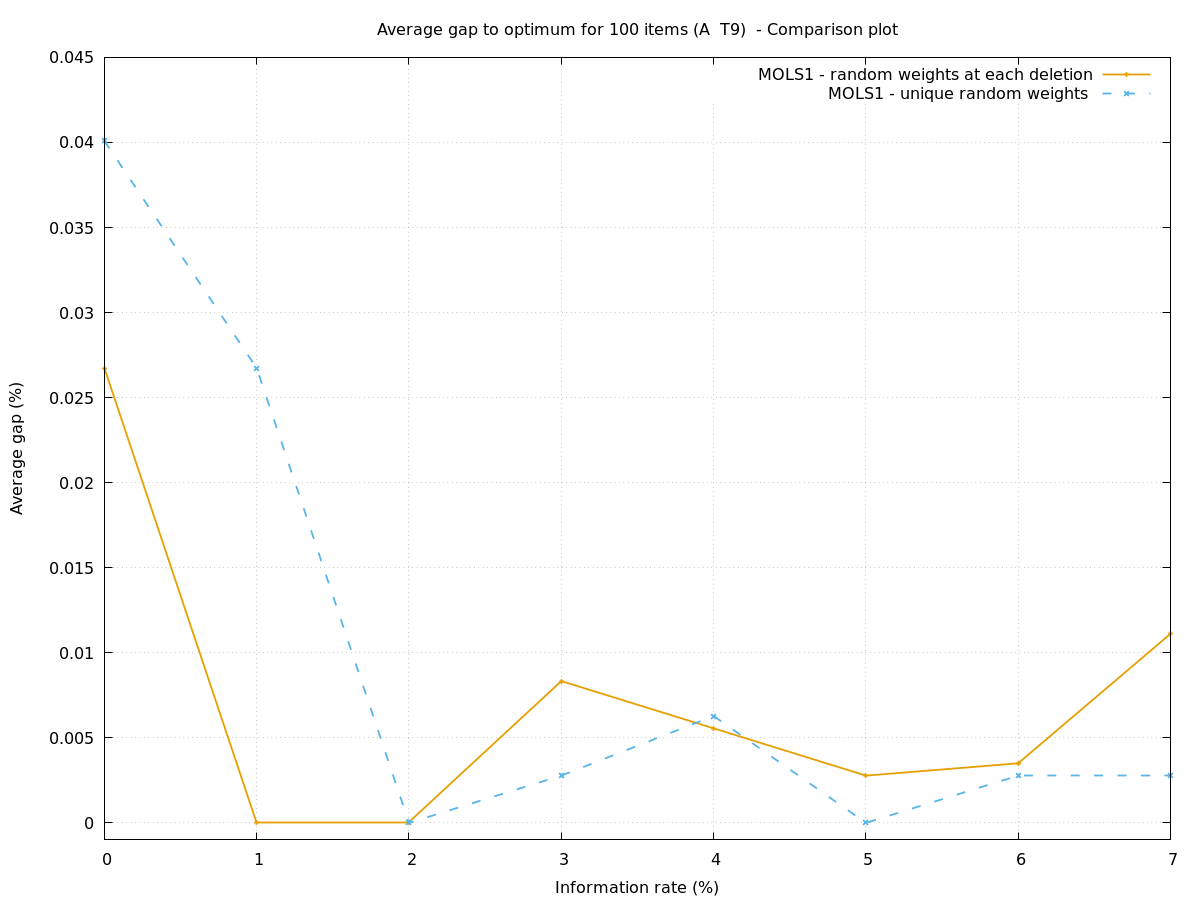 Average gap to optimum for 100 items (A  T9)  - Comparison plot
MOLS1 - random weights at each deletion
MOLS1 - unique random weights
0.045
0.04
0.035
0.03
0.025
0.02
0.015
0.01
0.005
0
Average gap (%)
0 1 2 3 4 5 6 7
Information rate (%)